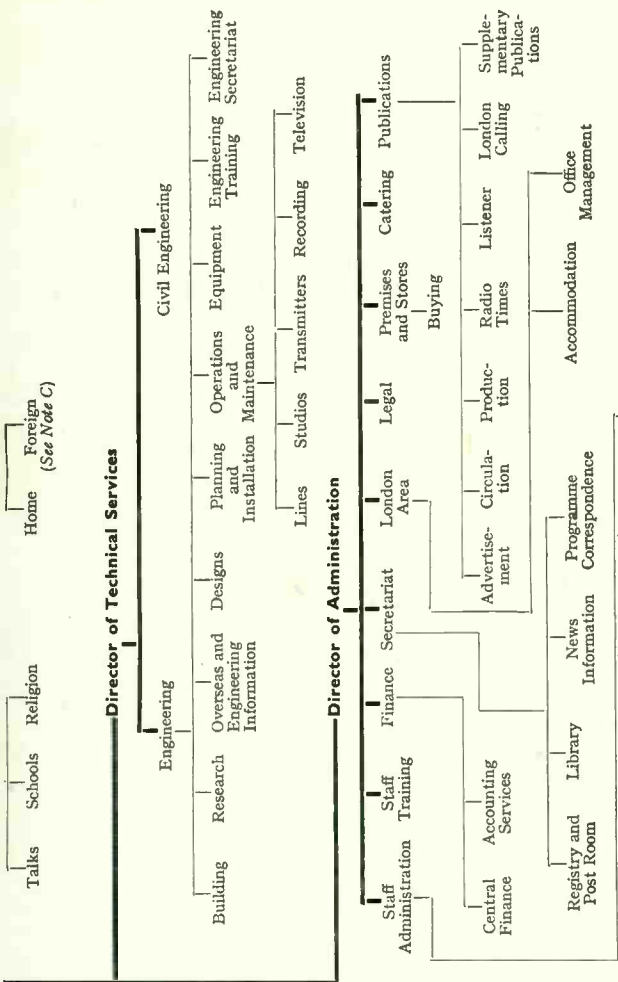 Talks Schools Religion
Home Foreign
(See Note C)
Director of Technical Services
Engineering
Civil Engineering
Building
Research
Overseas and
Engineering
Information
Designs
Planning
and
Installation
Operations
and
Maintenance
Equipment
Engineering
Training
Engineering
Secretariat
Lines Studios Transmitters Recording Television
Director of Administration
Staff
Administration
Staff
Training
Finance
Secretariat
London
Area
Legal
Premises
and Stores
Catering
Publications
Buying
Central
Finance
Accounting
Services
Advertise-
ment
Circula-
tion
Produc-
tion
Radio
Times
Listener
London
Calling
Supple-
mentary
Publica-
tions
Registry and
Post Room
Library
News
Information
Programme
Correspondence
Accommodation
Office
Management